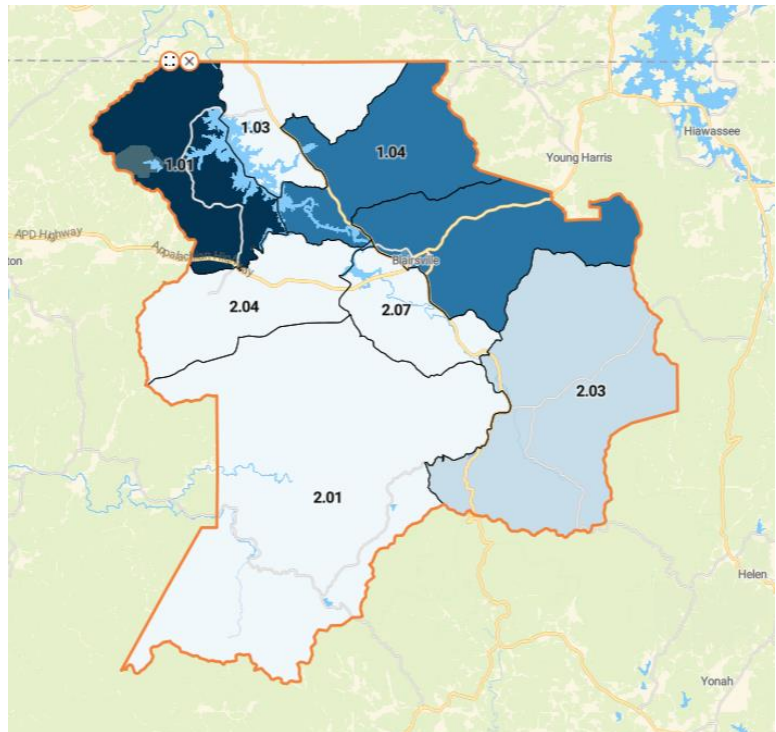 Hiawassee
1.03
1.04
Young Harris
1.01
APD Highway
ton
Appalachian Highway
Blairsville
2.04
2.07
2.03
2.01
Helen
Yonah